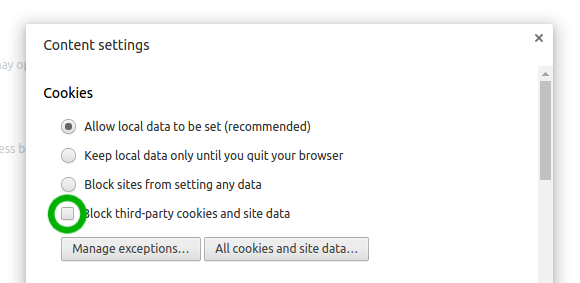 Content settings
Cookies
Allow local data to be set (recommended)
Keep local data only until you quit your browser
Block sites from setting any data
Block third-party cookies and site data
Manage exceptions... All cookies and site data...